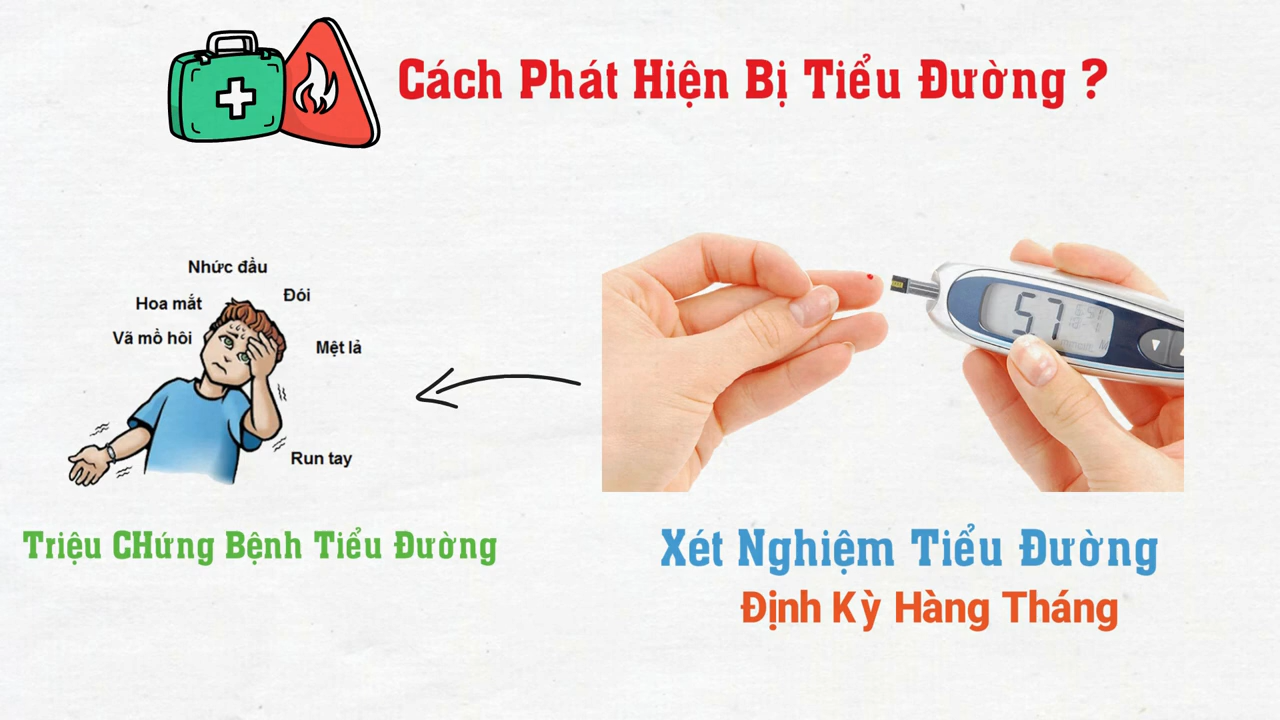 Cách Phát Hiện Bị Tiểu Đường ?
Nhức đầu
Hoa mắt
Đói
Vã mồ hôi
Mệt lả
Run tay
57
Triệu CHứng Bệnh Tiểu Đường
Xét Nghiệm Tiểu Đường
Định Kỳ Hàng Tháng